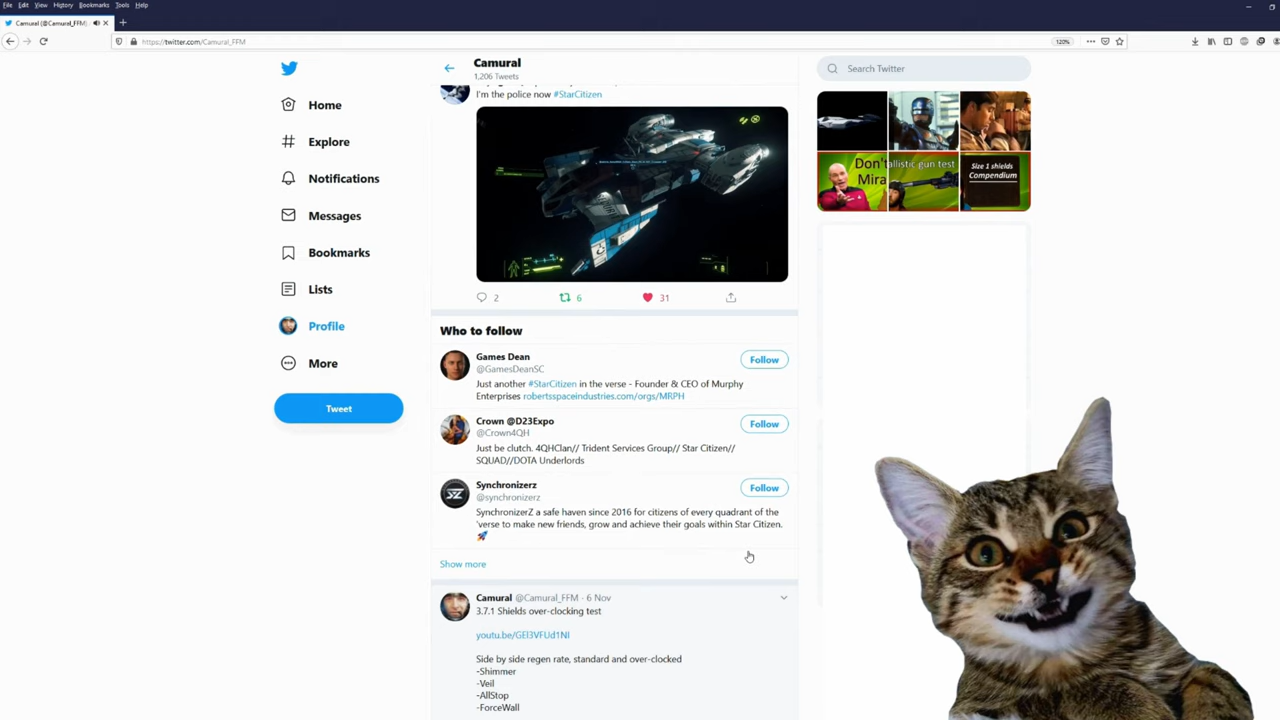 File Edit View History Bookmarks Tools Help
Camural (@Camural_FFM)
https://twitter.com/Camural_FFM
120%
Home
Explore
Notifications
Messages
Bookmarks
Lists
Profile
More
Tweet
Camural
1,206 Tweets
I'm the police now #StarCitizen
2 6 31
Who to follow
Games Dean
@GamesDeanSC
Follow
Just another #StarCitizen in the verse - Founder & CEO of Murphy
Enterprises robertsspaceindustries.com/orgs/MRPH
Crown @D23Expo
@Crown4QH
Follow
Just be clutch. 4QHClan// Trident Services Group// Star Citizen//
SQUAD//DOTA Underlords
Synchronizerz
@synchronizerz
Follow
SynchronizerZ a safe haven since 2016 for citizens of every quadrant of the
'verse to make new friends, grow and achieve their goals within Star Citizen.
Show more
Camural @Camural_FFM · 6 Nov
3.7.1 Shields over-clocking test
youtu.be/GEl3VFUd1NI
Side by side regen rate, standard and over-clocked
-Shimmer
-Veil
-AllStop
-ForceWall
Search Twitter
Don'
Mira
allistic gun test
Size 1 shields
Compendium